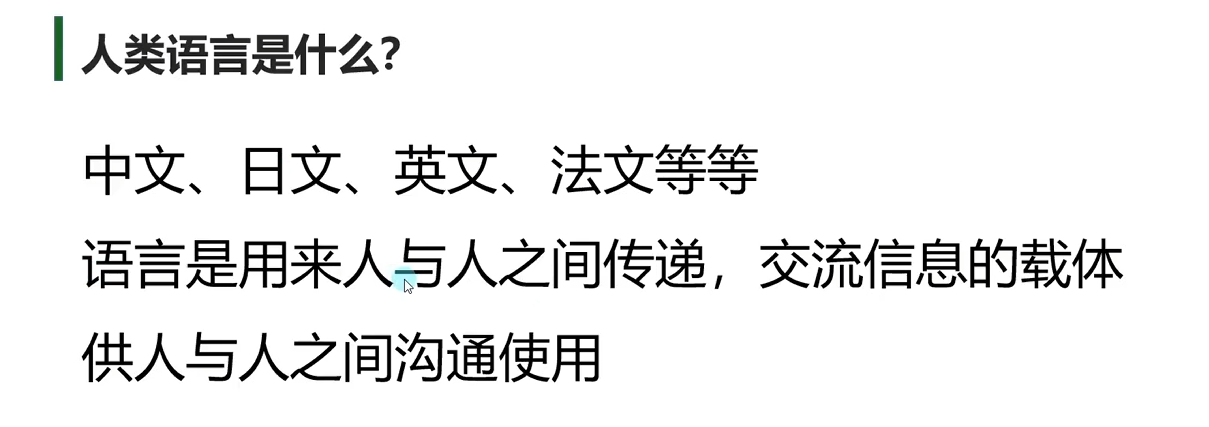 人类语言是什么?
中文、日文、英文、法文等等
语言是用来人与人之间传递，交流信息的载体
供人与人之间沟通使用